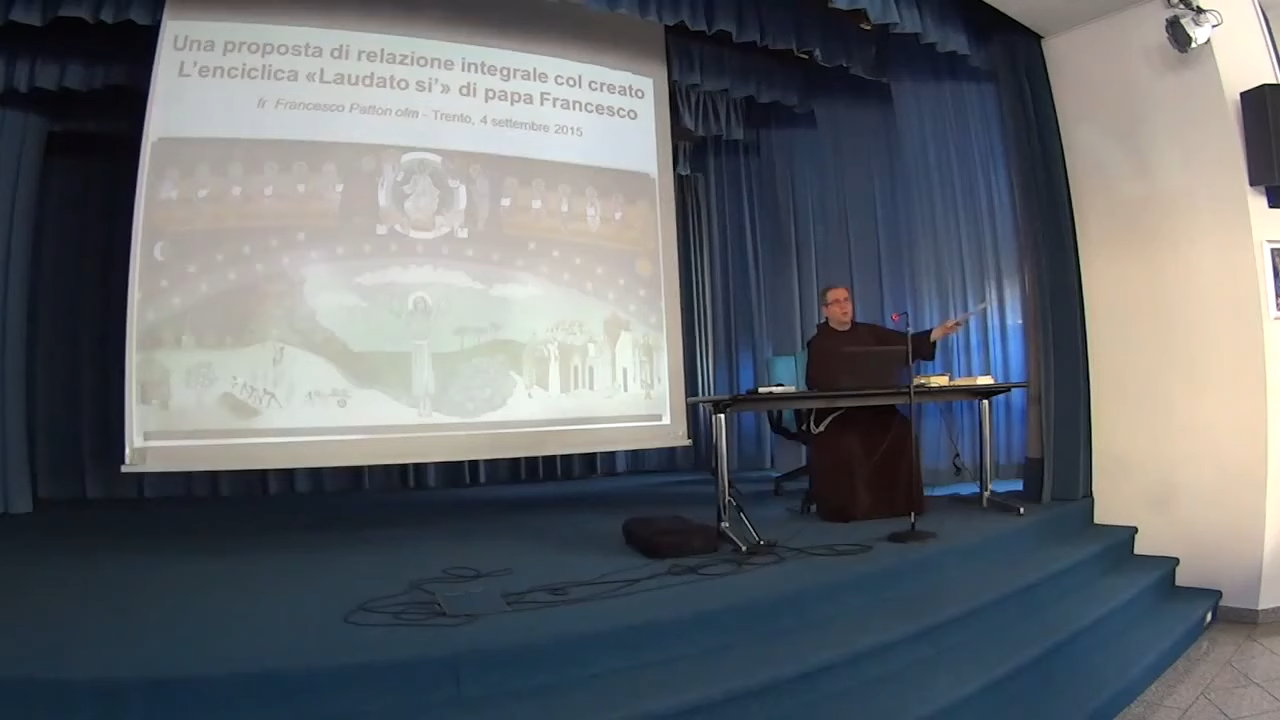 Una proposta di relazione integrale col creato
L'enciclica «Laudato si'» di papa Francesco
fr Francesco Patton ofm - Trento, 4 settembre 2015